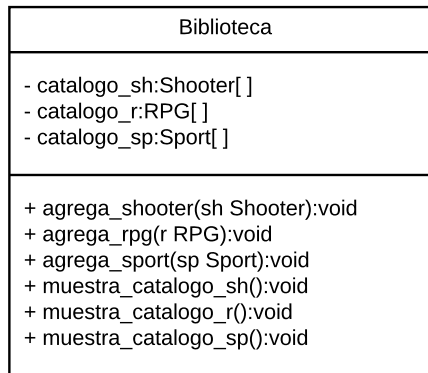 Biblioteca
- catalogo_sh:Shooter[ ]
- catalogo_r:RPG[ ]
- catalogo_sp:Sport[ ]
+ agrega_shooter(sh Shooter):void
+ agrega_rpg(r RPG):void
+ agrega_sport(sp Sport):void
+ muestra_catalogo_sh():void
+ muestra_catalogo_r():void
+ muestra_catalogo_sp():void